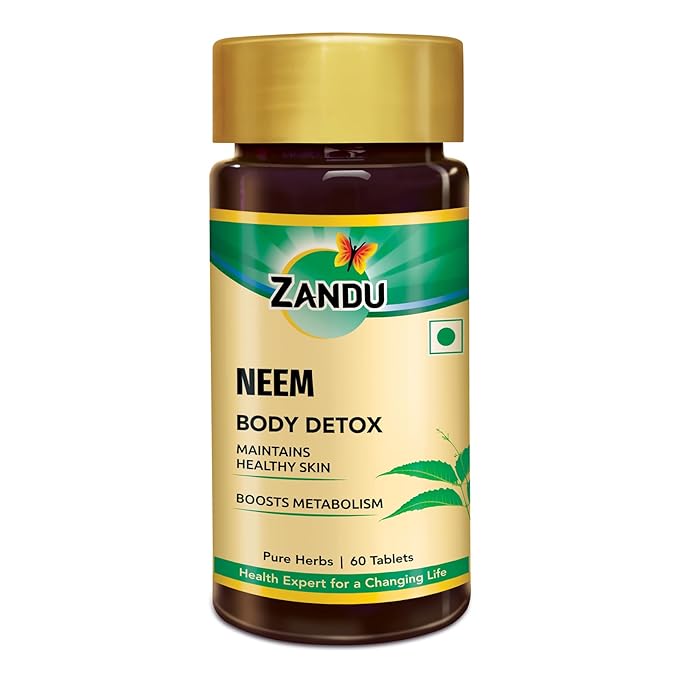 ZANDU
NEEM
BODY DETOX
MAINTAINS
HEALTHY SKIN
BOOSTS METABOLISM
Pure Herbs | 60 Tablets
Health Expert for a Changing Life